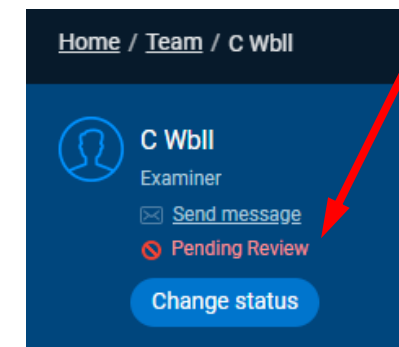 Home / Team / C Wbll
C Wbll
Examiner
Send message
Pending Review
Change status